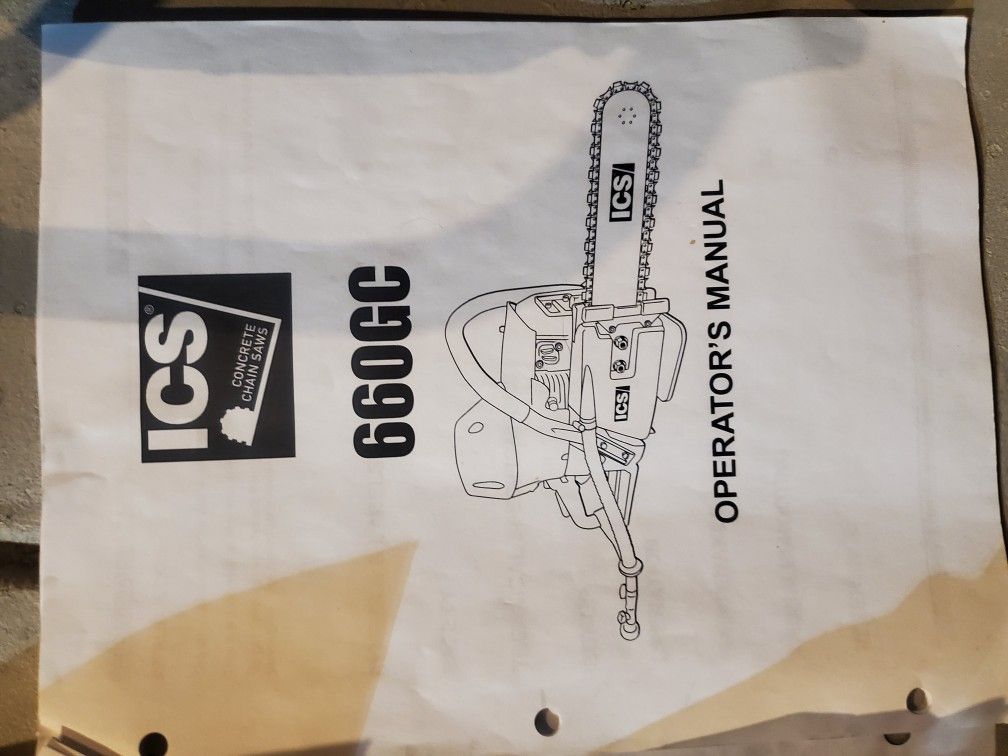 ICS®
CONCRETE
CHAIN SAWS
660GC
ICS
ICS
OPERATOR'S MANUAL